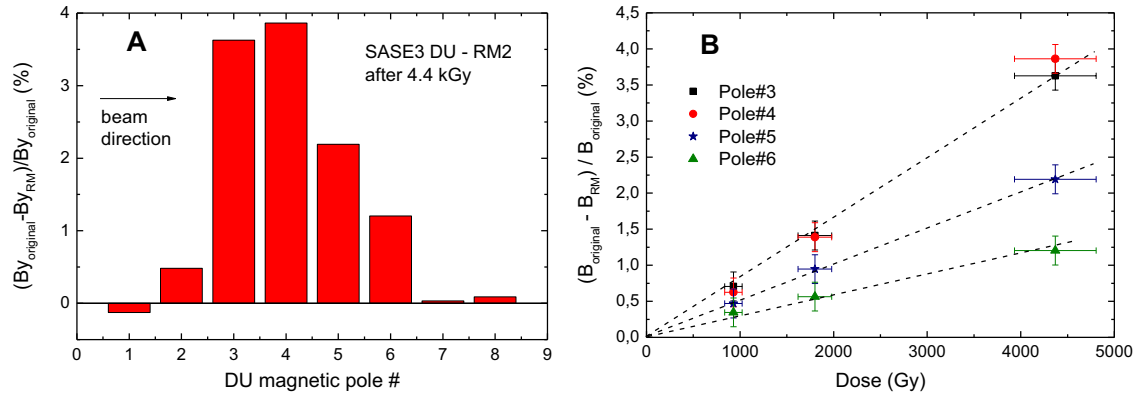 A
SASE3 DU - RM2
after 4.4 kGy
beam
direction
(By_original-By_RM)/By_original (%)
4
3
2
1
0
0 1 2 3 4 5 6 7 8 9
DU magnetic pole #
B
Pole#3
Pole#4
Pole#5
Pole#6
(B_original - B_RM) / B_original (%)
4,5
4,0
3,5
3,0
2,5
2,0
1,5
1,0
0,5
0,0
0 1000 2000 3000 4000 5000
Dose (Gy)